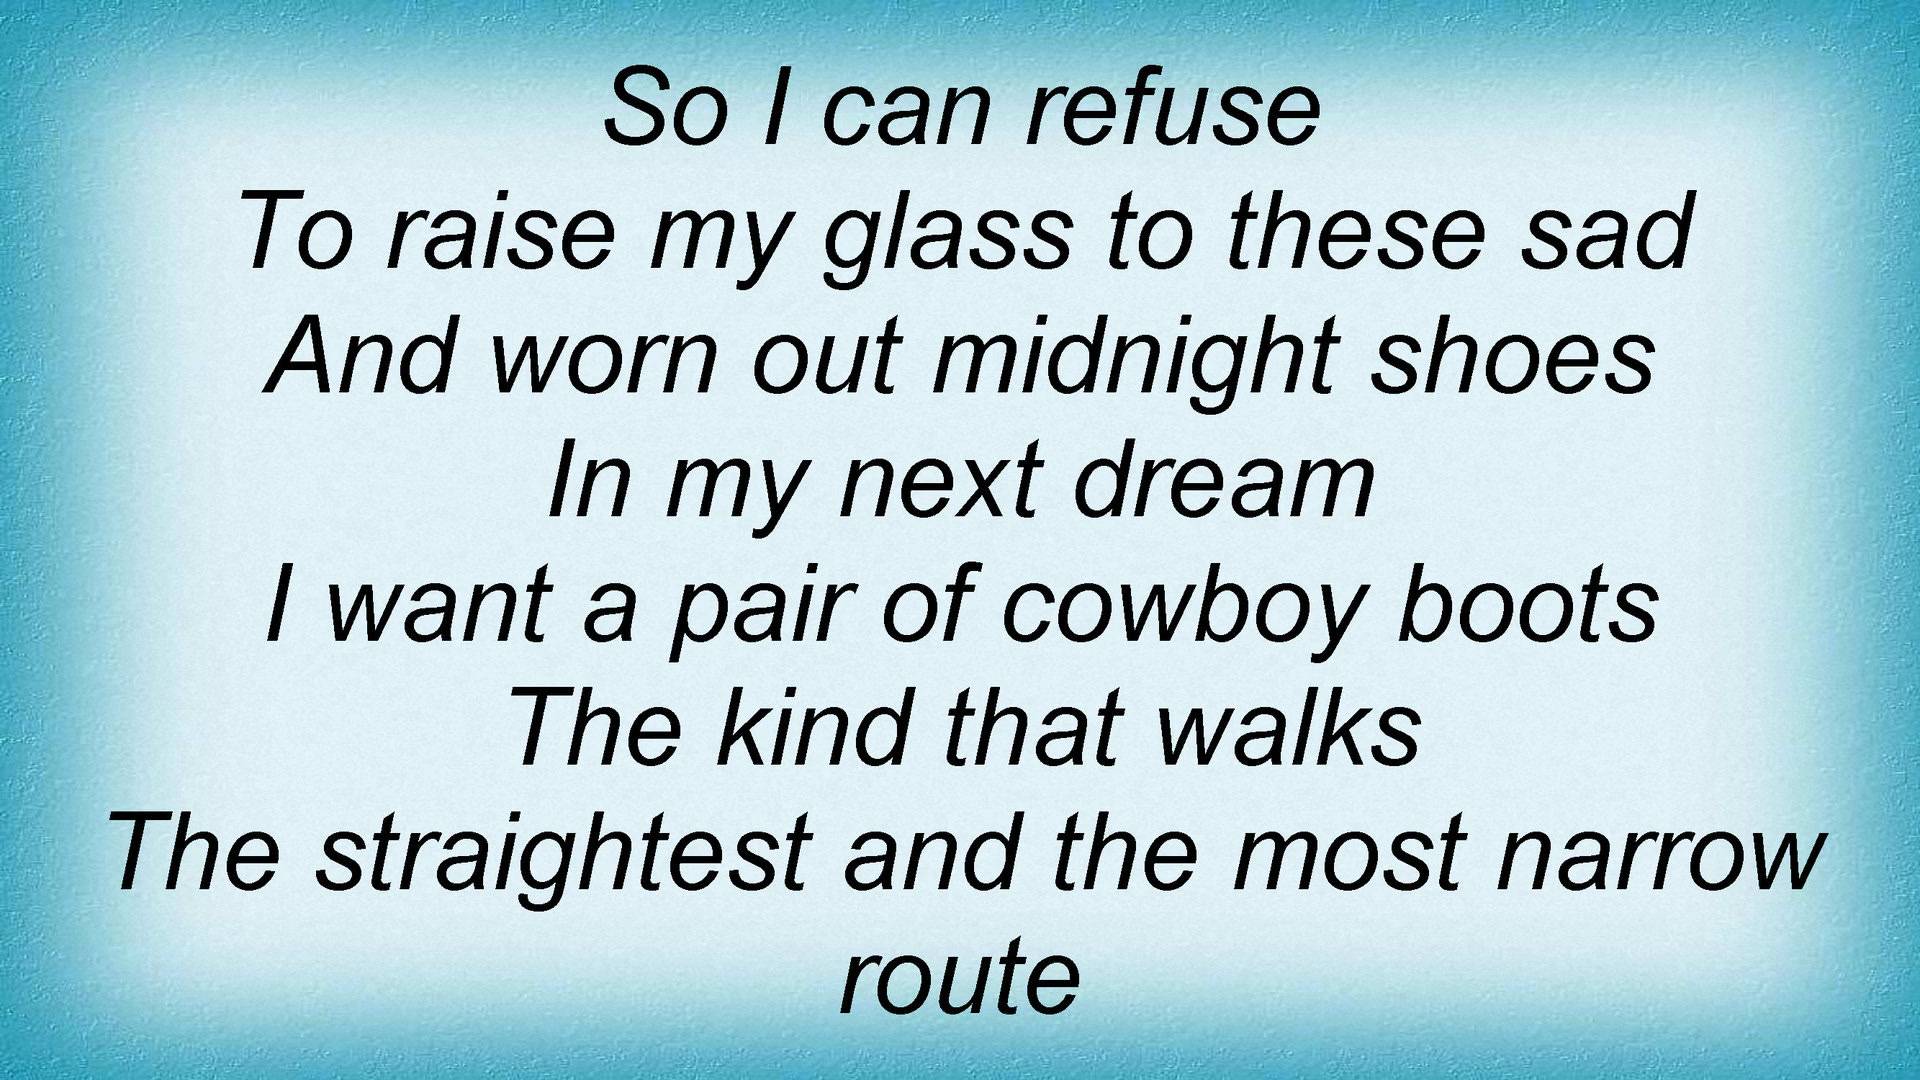 So I can refuse
To raise my glass to these sad
And worn out midnight shoes
In my next dream
I want a pair of cowboy boots
The kind that walks
The straightest and the most narrow
route